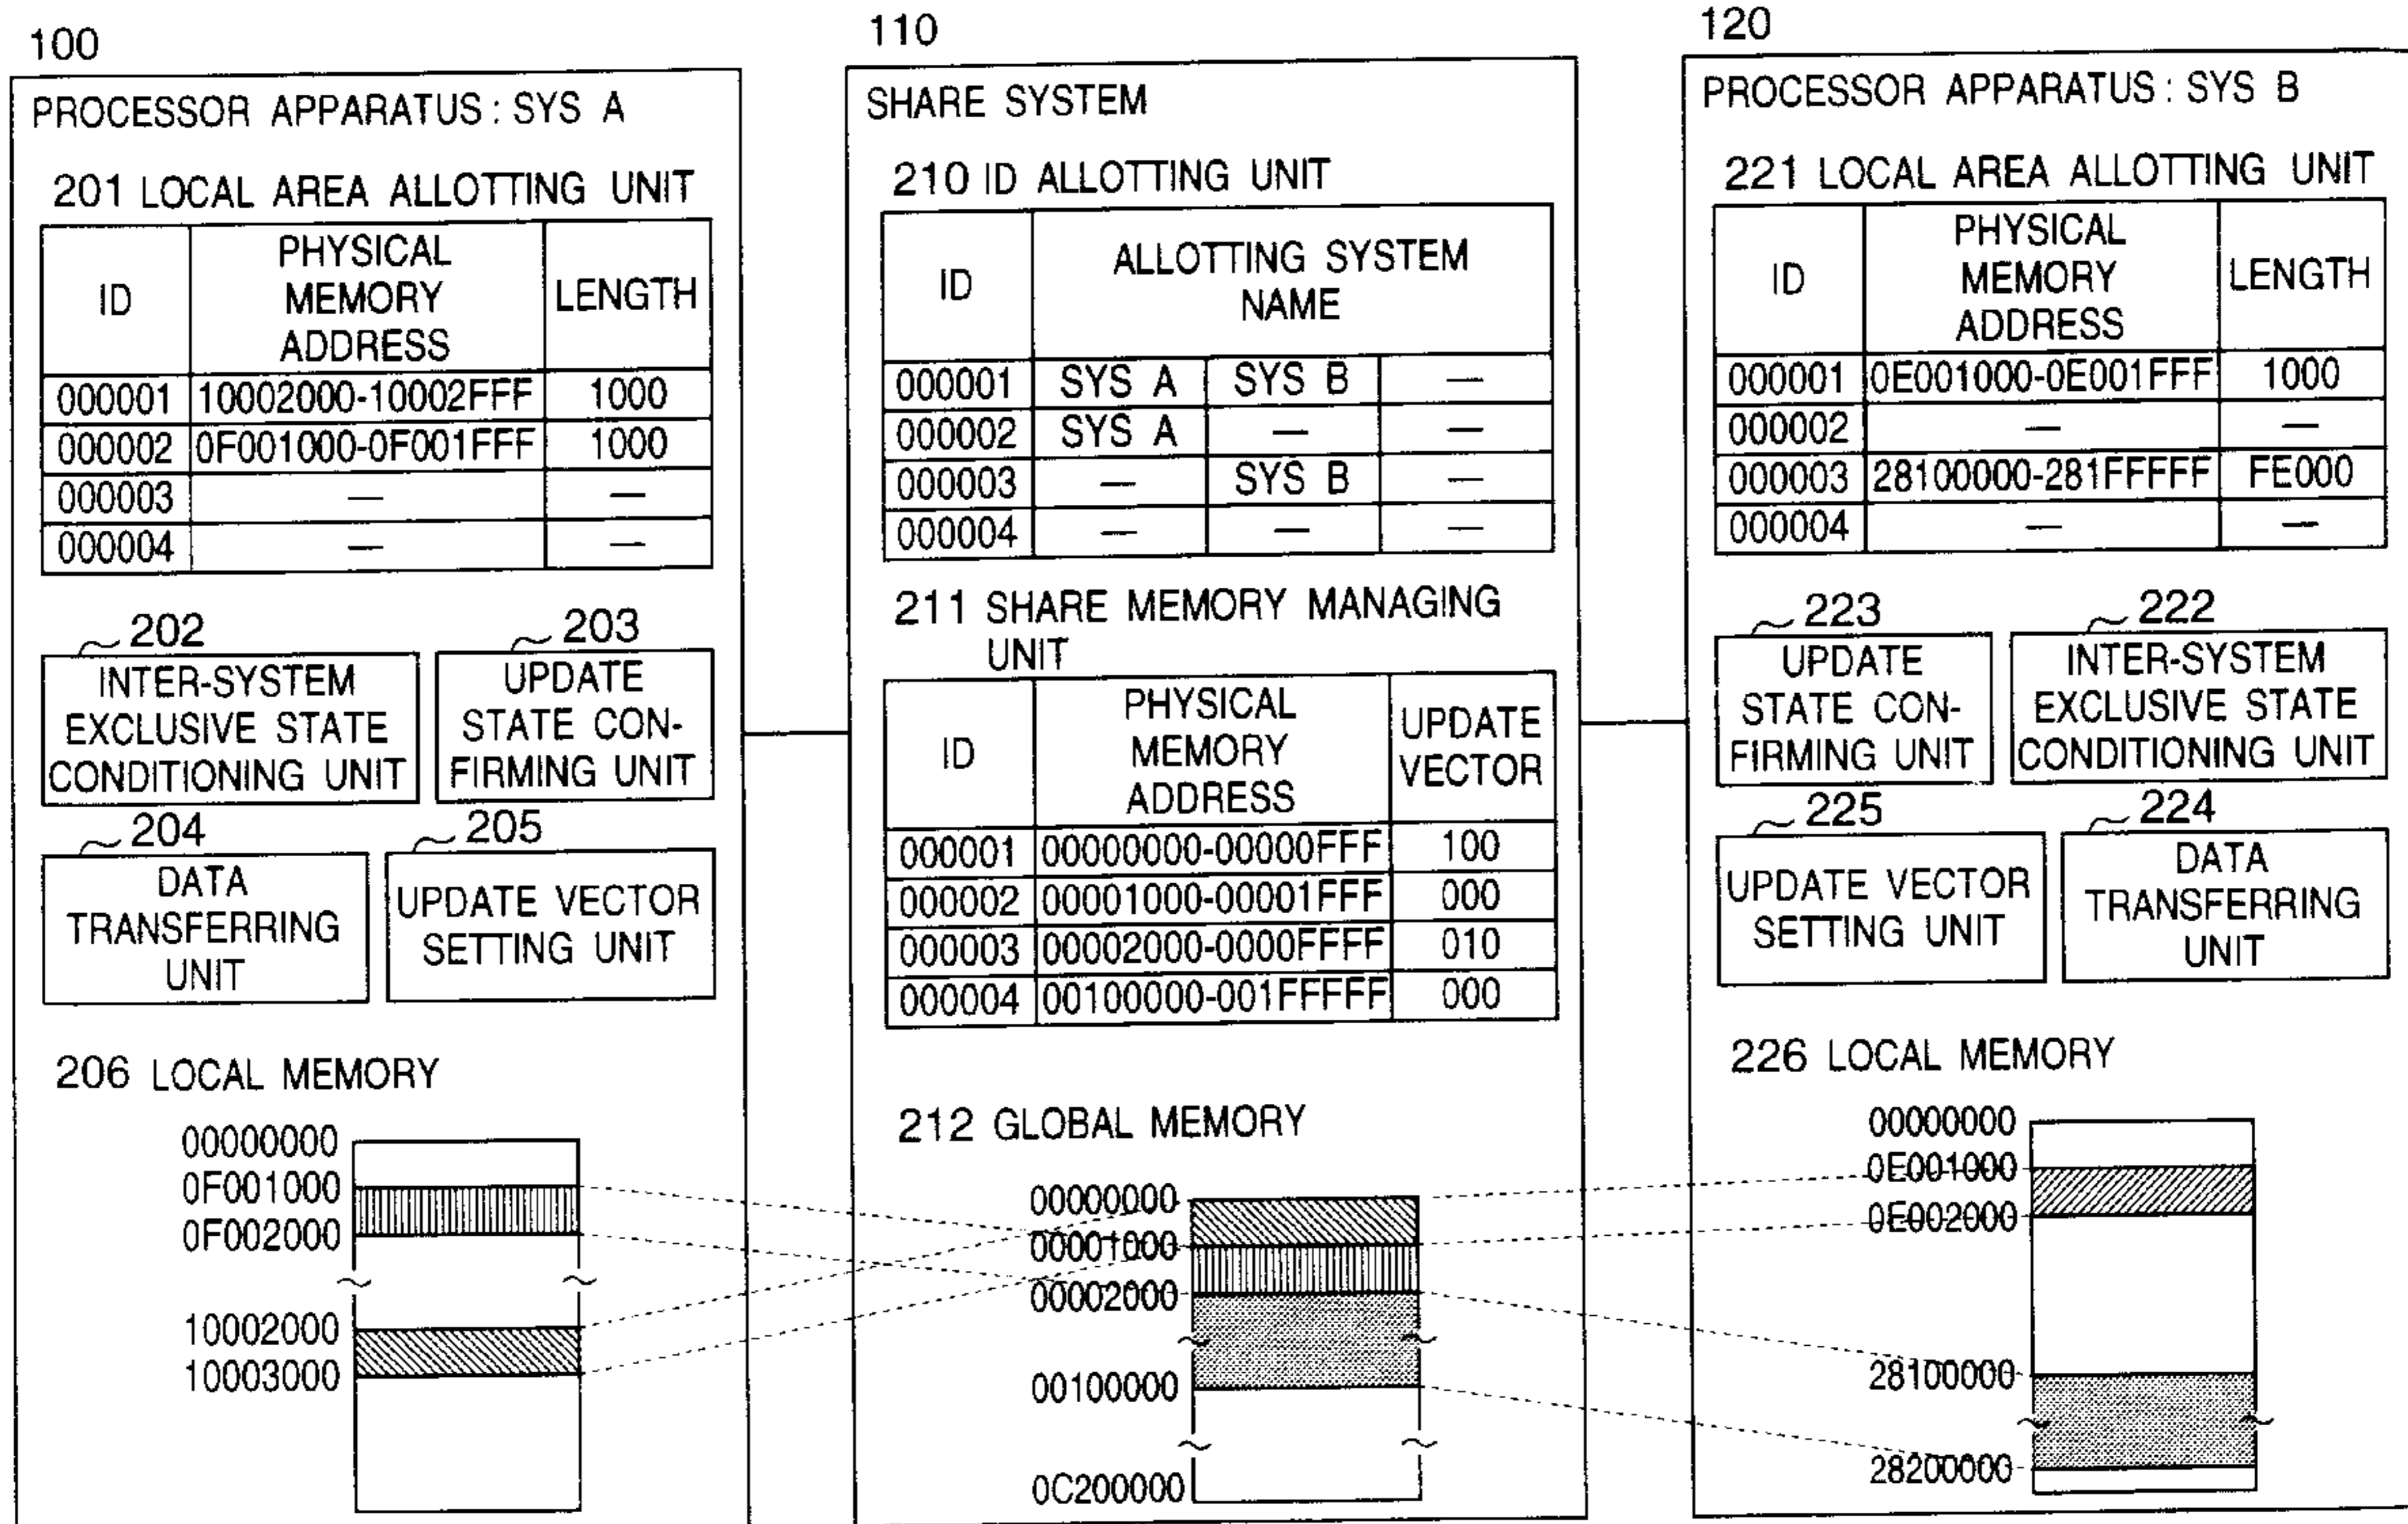 100
PROCESSOR APPARATUS : SYS A
201 LOCAL AREA ALLOTTING UNIT
ID
PHYSICAL
MEMORY
ADDRESS
LENGTH
000001 10002000-10002FFF 1000
000002 0F001000-0F001FFF 1000
000003 — —
000004 — —
202
INTER-SYSTEM
EXCLUSIVE STATE
CONDITIONING UNIT
203
UPDATE
STATE CON-
FIRMING UNIT
204
DATA
TRANSFERRING
UNIT
205
UPDATE VECTOR
SETTING UNIT
206 LOCAL MEMORY
00000000
0F001000
0F002000
10002000
10003000
110
SHARE SYSTEM
210 ID ALLOTTING UNIT
ID
ALLOTTING SYSTEM
NAME
000001 SYS A SYS B —
000002 SYS A — —
000003 — SYS B —
000004 — — —
211 SHARE MEMORY MANAGING
UNIT
ID
PHYSICAL
MEMORY
ADDRESS
UPDATE
VECTOR
000001 00000000-00000FFF 100
000002 00001000-00001FFF 000
000003 00002000-0000FFFF 010
000004 00100000-001FFFFF 000
212 GLOBAL MEMORY
00000000
00001000
00002000
00100000
0C200000
120
PROCESSOR APPARATUS : SYS B
221 LOCAL AREA ALLOTTING UNIT
ID
PHYSICAL
MEMORY
ADDRESS
LENGTH
000001 0E001000-0E001FFF 1000
000002 — —
000003 28100000-281FFFFF FE000
000004 — —
223
UPDATE
STATE CON-
FIRMING UNIT
222
INTER-SYSTEM
EXCLUSIVE STATE
CONDITIONING UNIT
225
UPDATE VECTOR
SETTING UNIT
224
DATA
TRANSFERRING
UNIT
226 LOCAL MEMORY
00000000
0E001000
0E002000
28100000
28200000